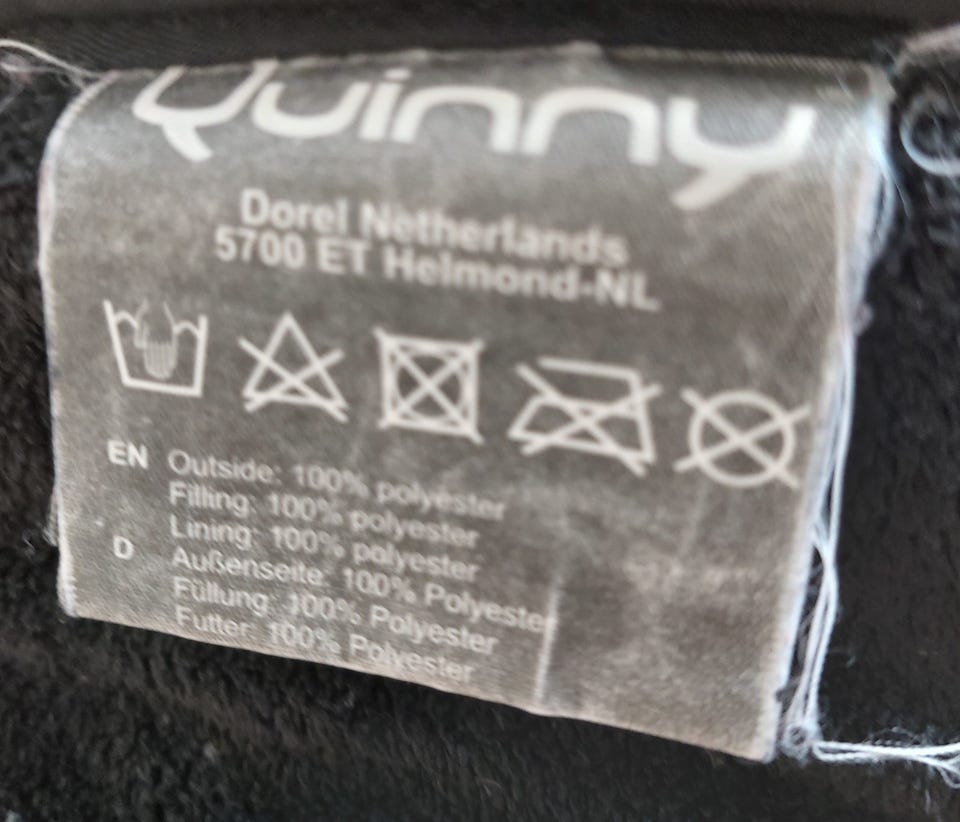 Quinny
Dorel Netherlands
5700 ET Helmond-NL
EN Outside: 100% polyester
Filling: 100% polyester
Lining: 100% polyester
D Außenseite: 100% Polyester
Füllung: 100% Polyester
Futter: 100% Polyester